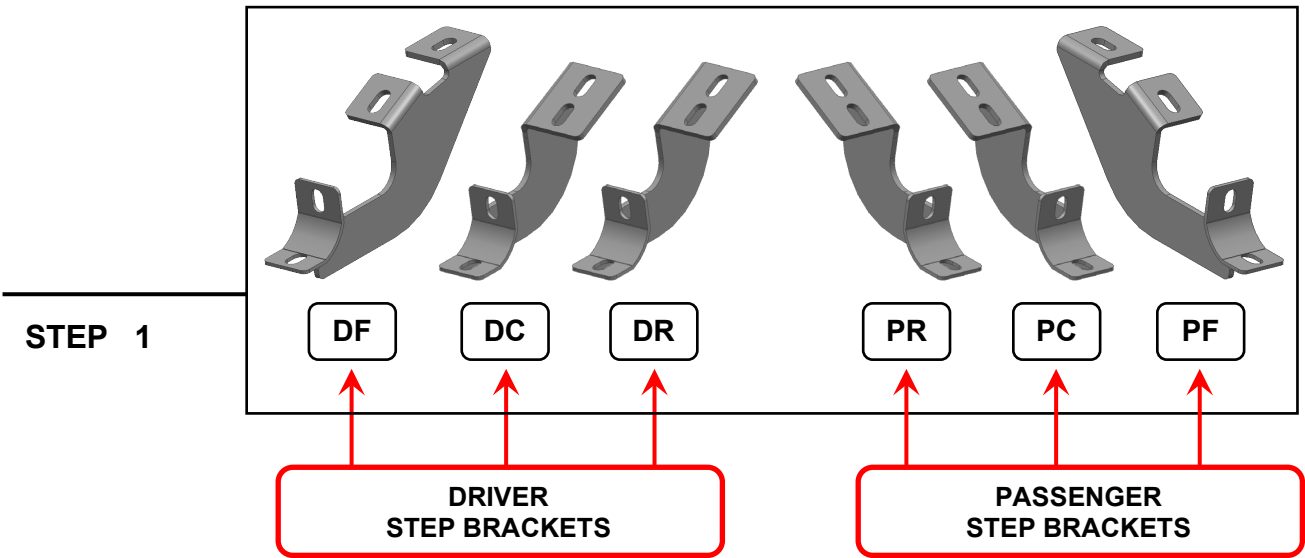 STEP 1
DF
DC
DR
PR
PC
PF
DRIVER
STEP BRACKETS
PASSENGER
STEP BRACKETS